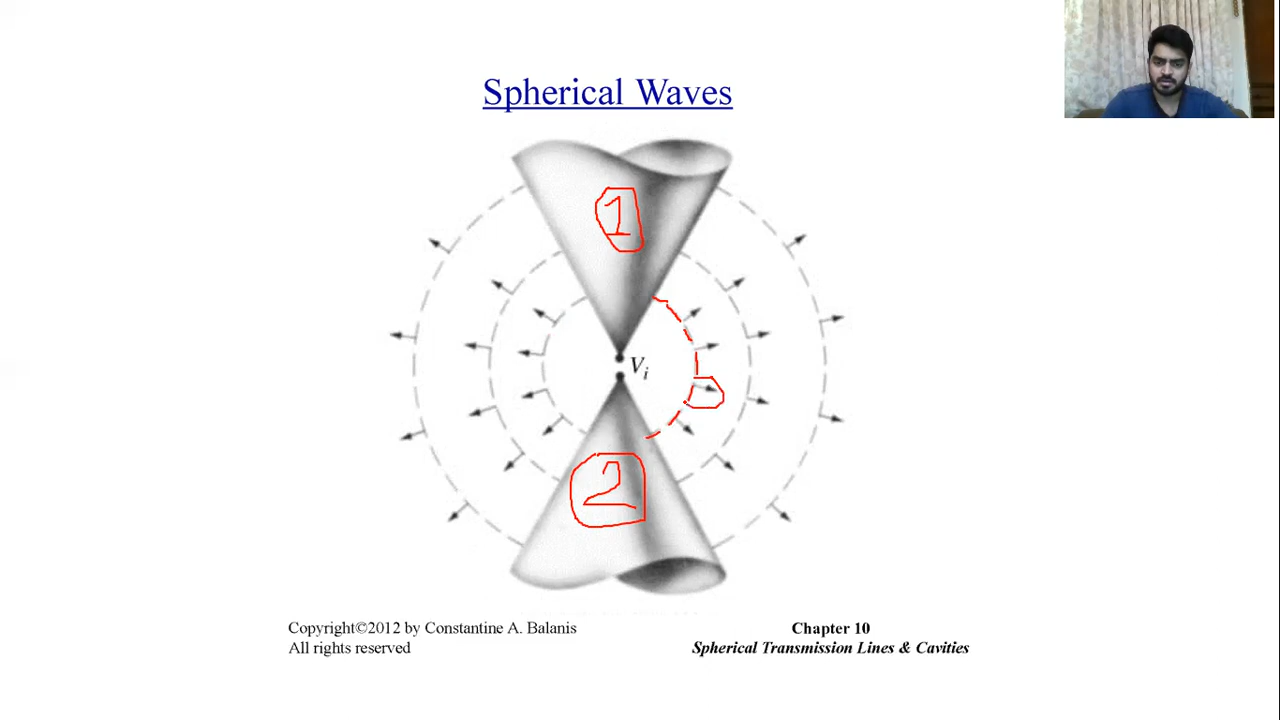 Spherical Waves
1
Vi
2
Copyright©2012 by Constantine A. Balanis
All rights reserved
Chapter 10
Spherical Transmission Lines & Cavities